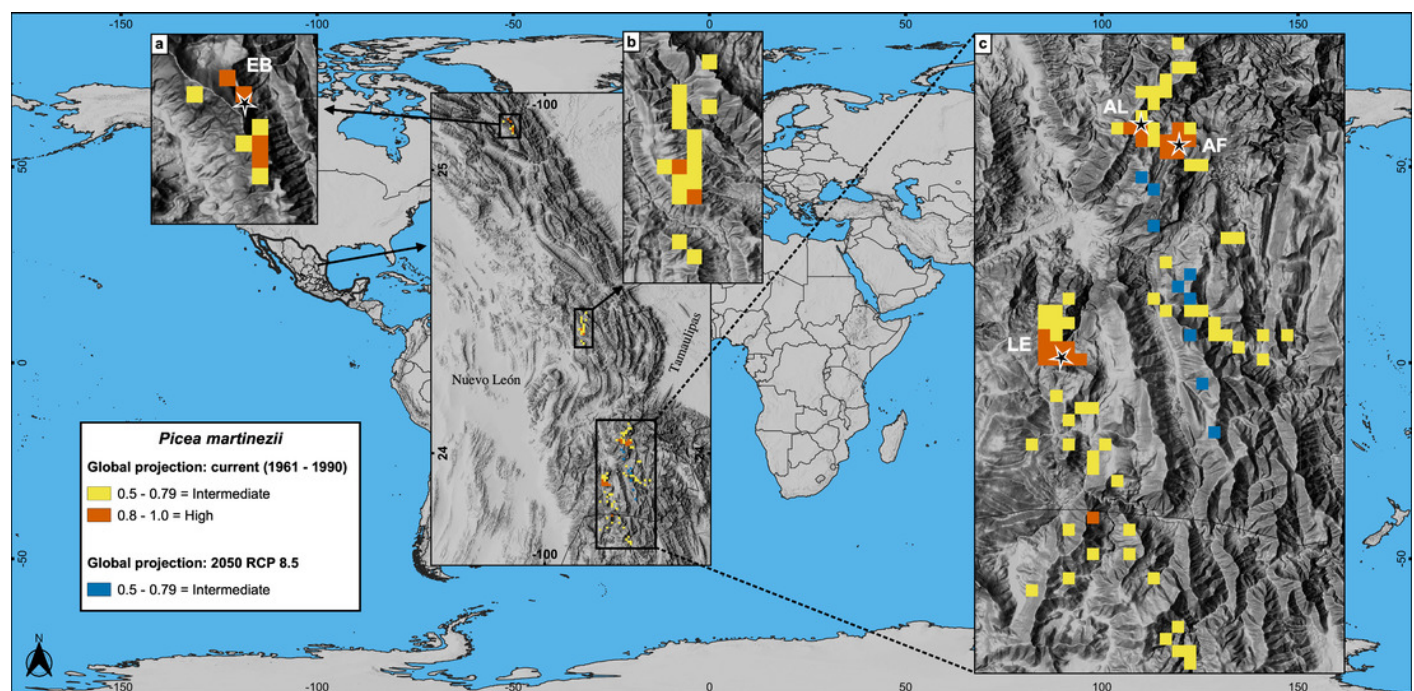 -150
-100
-50
0
50
100
150
a
EB
b
c
-100
25
AL
AF
50
50
Tamaulipas
LE
0
0
Nuevo León
Picea martinezii
Global projection: current (1961 - 1990)
24
24
0.5 - 0.79 = Intermediate
0.8 - 1.0 = High
-100
-50
-50
Global projection: 2050 RCP 8.5
0.5 - 0.79 = Intermediate
N
-150
-100
-50
0
50
100
150